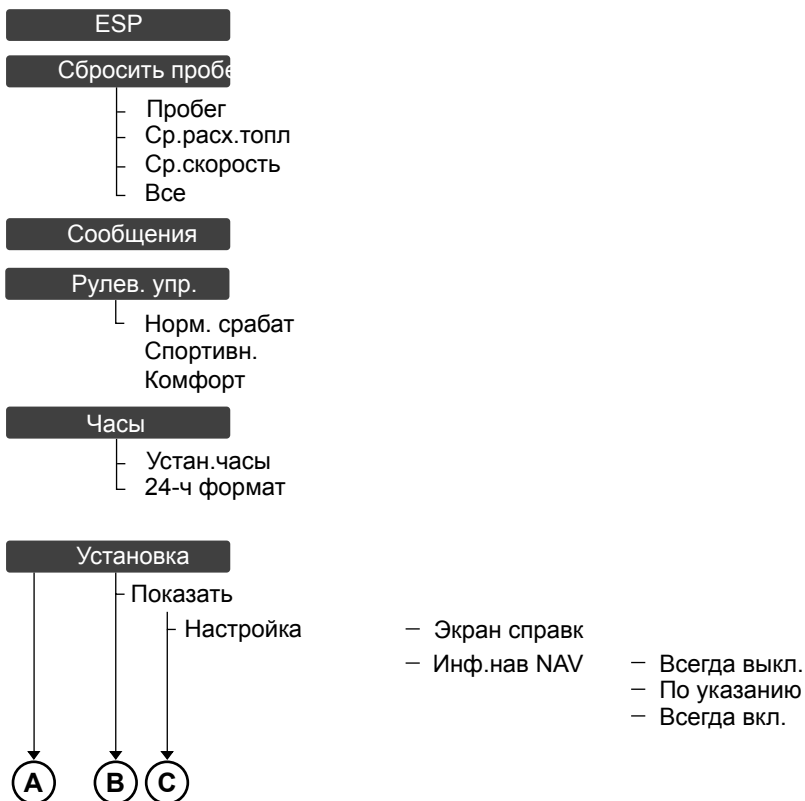 ESP
Сбросить пробе
Пробег
Ср.расх.топл
Ср.скорость
Все
Сообщения
Рулев. упр.
Норм. срабат
Спортивн.
Комфорт
Часы
Устан.часы
24-ч формат
Установка
Показать
Настройка – Экран справк
– Инф.нав NAV – Всегда выкл.
– По указанию
– Всегда вкл.
A B C